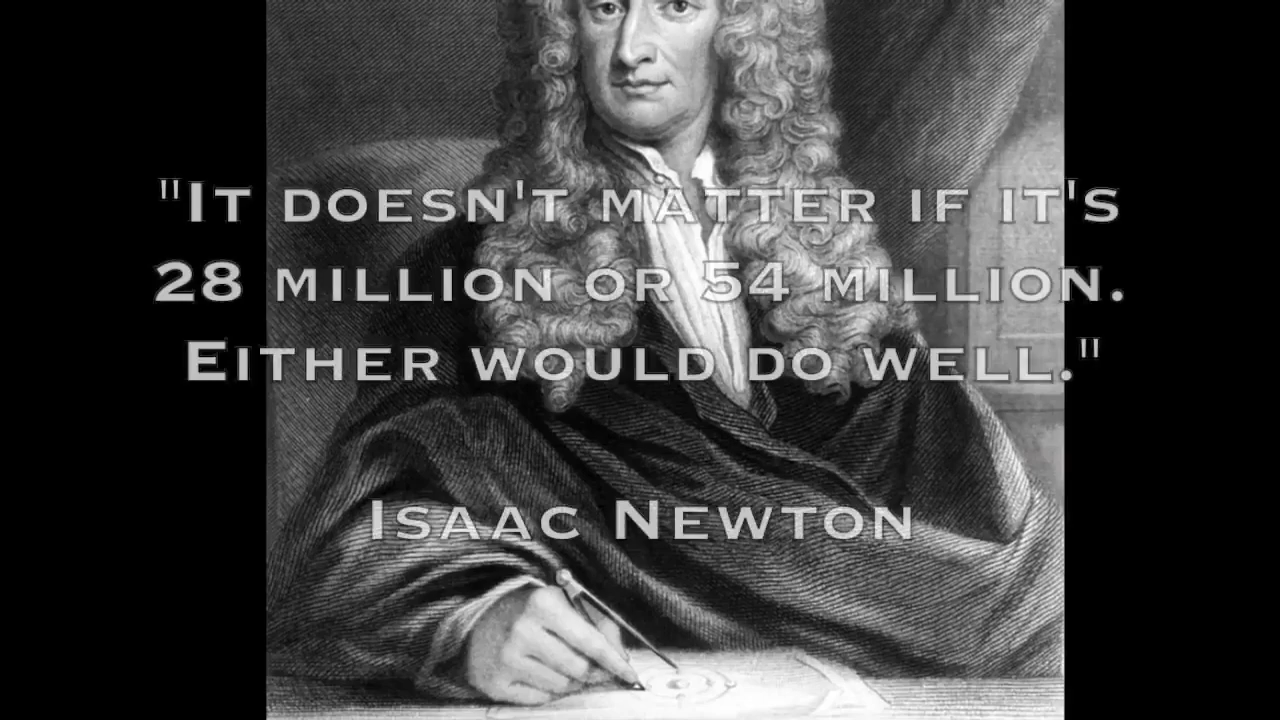 "It doesn't matter if it's
28 million or 54 million.
Either would do well."
Isaac Newton